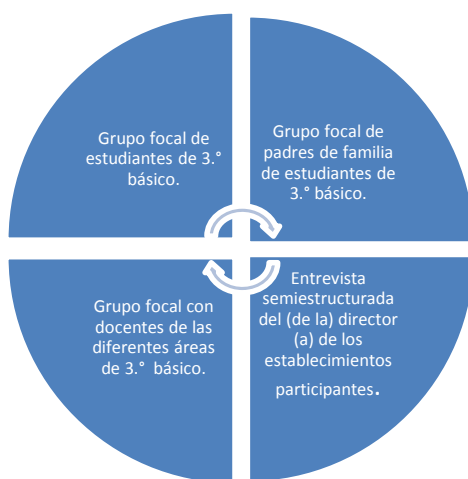 Grupo focal de
estudiantes de 3.°
básico.
Grupo focal de
padres de familia
de estudiantes de
3.° básico.
Grupo focal con
docentes de las
diferentes áreas
de 3.° básico.
Entrevista
semiestructurada
del (de la) director
(a) de los
establecimientos
participantes.